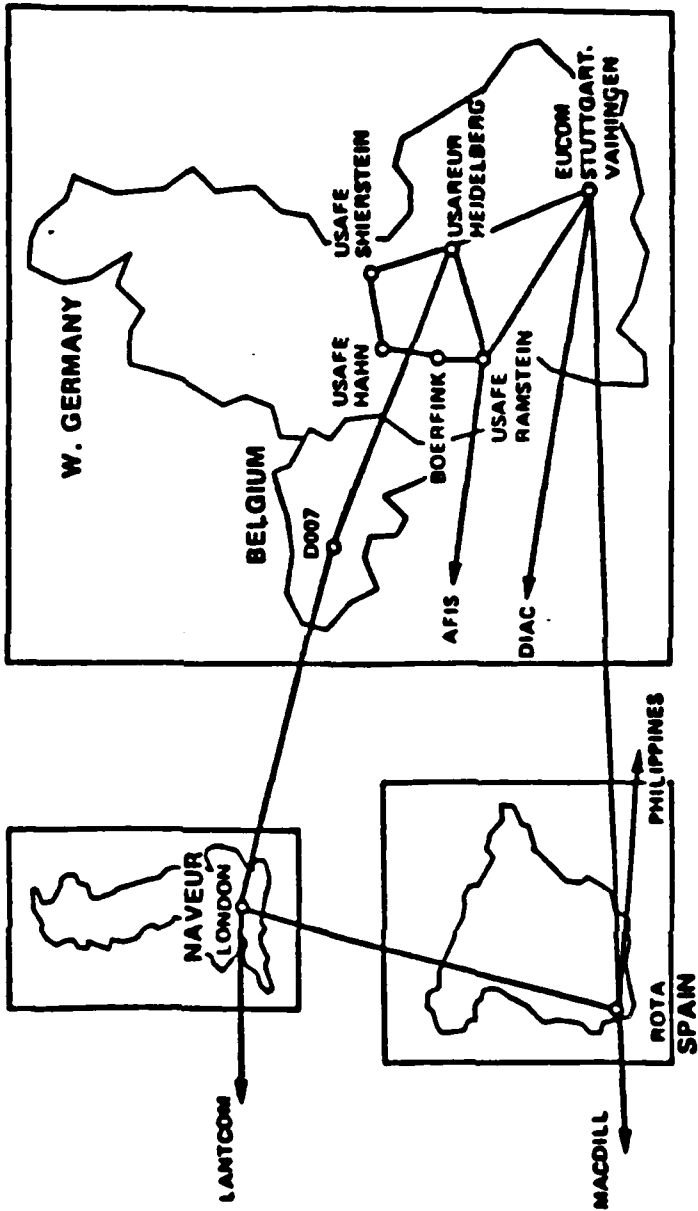 W. GERMANY
BELGIUM
D007
USAFE
HAHN
USAFE
SHIERSTEIN
USAREUR
HEIDELBERG
BOERFINK
USAFE
RAMSTEIN
EUCOM
STUTTGART.
VAIHINGEN
AFIS
DIAC
NAVEUR
LONDON
LANTCOM
PHILIPPINES
ROTA
SPAIN
MACDILL